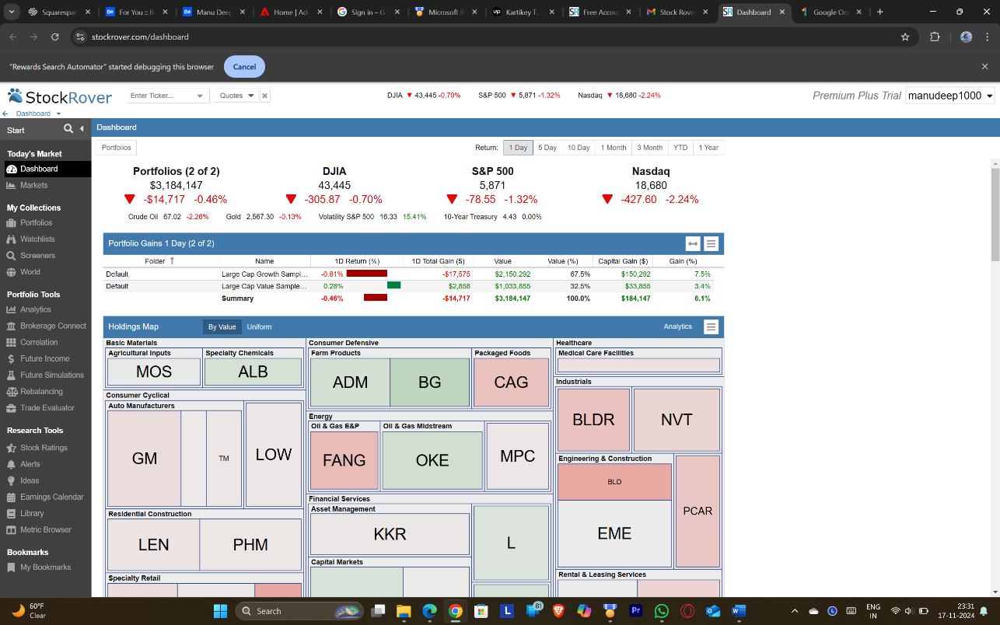 Squarespac
For You :: B
Manu Deep
Home | Ad
Sign in – G
Microsoft R
Kartikey T.
Free Accou
Stock Rove
Dashboard
Google On
stockrover.com/dashboard
"Rewards Search Automator" started debugging this browser
Cancel
StockRover
Enter Ticker...
Quotes
DJIA ▼ 43,445 -0.70%
S&P 500 ▼ 5,871 -1.32%
Nasdaq ▼ 18,680 -2.24%
Premium Plus Trial
manudeep1000
Dashboard
Start
Dashboard
Today's Market
Dashboard
Markets
My Collections
Portfolios
Watchlists
Screeners
World
Portfolio Tools
Analytics
Brokerage Connect
Correlation
Future Income
Future Simulations
Rebalancing
Trade Evaluator
Research Tools
Stock Ratings
Alerts
Ideas
Earnings Calendar
Library
Metric Browser
Bookmarks
My Bookmarks
Portfolios
Return: 1 Day 5 Day 10 Day 1 Month 3 Month YTD 1 Year
Portfolios (2 of 2) DJIA S&P 500 Nasdaq
$3,184,147 43,445 5,871 18,680
▼ -$14,717 -0.46% ▼ -305.87 -0.70% ▼ -78.55 -1.32% ▼ -427.60 -2.24%
Crude Oil 67.02 -2.26% Gold 2,567.30 -0.13% Volatility S&P 500 16.33 15.41% 10-Year Treasury 4.43 0.00%
Portfolio Gains 1 Day (2 of 2)
Folder ↑ Name 1D Return (%) 1D Total Gain ($) Value Value (%) Capital Gain ($) Gain (%)
Default Large Cap Growth Sampl... -0.81% -$17,575 $2,150,292 67.5% $150,292 7.5%
Default Large Cap Value Sample... 0.28% $2,858 $1,033,855 32.5% $33,855 3.4%
Summary -0.46% -$14,717 $3,184,147 100.0% $184,147 6.1%
Holdings Map By Value Uniform Analytics
Basic Materials
Agricultural Inputs
MOS
Specialty Chemicals
ALB
Consumer Cyclical
Auto Manufacturers
GM
TM
LOW
Residential Construction
LEN
PHM
Specialty Retail
Consumer Defensive
Farm Products
ADM
BG
Packaged Foods
CAG
Energy
Oil & Gas E&P
FANG
Oil & Gas Midstream
OKE
MPC
Financial Services
Asset Management
KKR
L
Capital Markets
Healthcare
Medical Care Facilities
Industrials
BLDR
NVT
Engineering & Construction
BLD
EME
PCAR
Rental & Leasing Services
60°F
Clear
Search
81
ENG
IN
23:31
17-11-2024